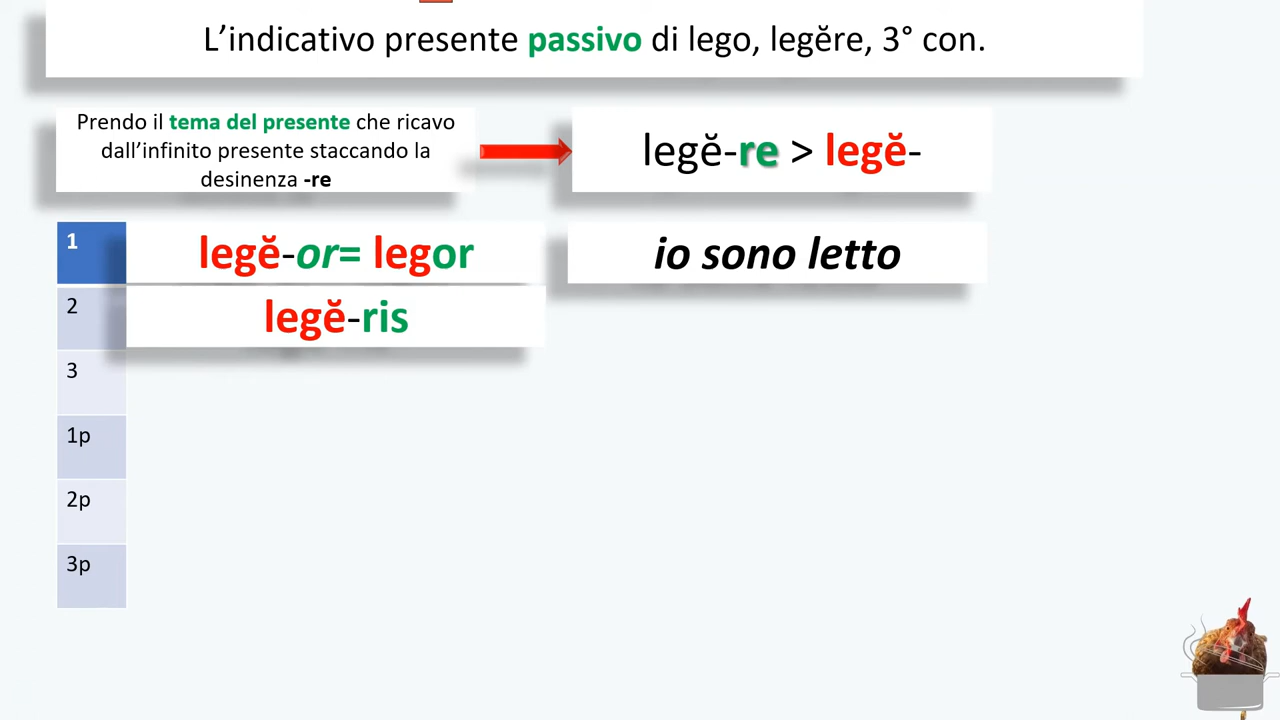 L’indicativo presente passivo di lego, legĕre, 3° con.
Prendo il tema del presente che ricavo
dall’infinito presente staccando la
desinenza -re
legĕ-re > legĕ-
1
legĕ-or= legor
io sono letto
2
legĕ-ris
3
1p
2p
3p